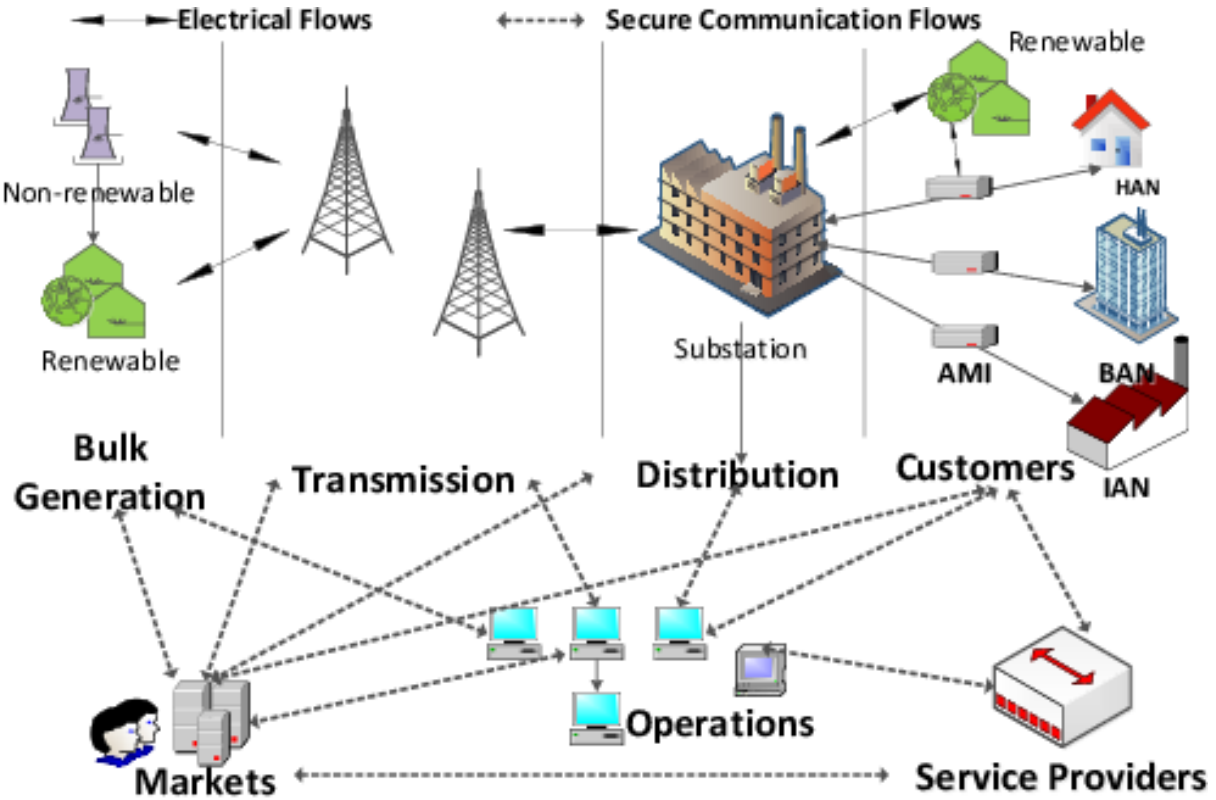 Electrical Flows
Secure Communication Flows
Renewable
Non-renewable
HAN
Renewable
Substation
AMI
BAN
Bulk
Generation
Transmission
Distribution
Customers
IAN
Operations
Markets
Service Providers